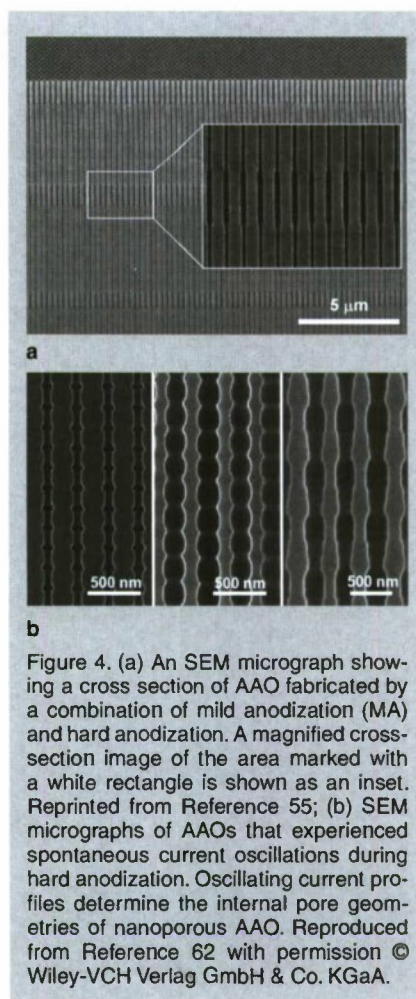 5 μm
a
500 nm
500 nm
500 nm
b
Figure 4. (a) An SEM micrograph show-
ing a cross section of AAO fabricated by
a combination of mild anodization (MA)
and hard anodization. A magnified cross-
section image of the area marked with
a white rectangle is shown as an inset.
Reprinted from Reference 55; (b) SEM
micrographs of AAOs that experienced
spontaneous current oscillations during
hard anodization. Oscillating current pro-
files determine the internal pore geom-
etries of nanoporous AAO. Reproduced
from Reference 62 with permission ©
Wiley-VCH Verlag GmbH & Co. KGaA.